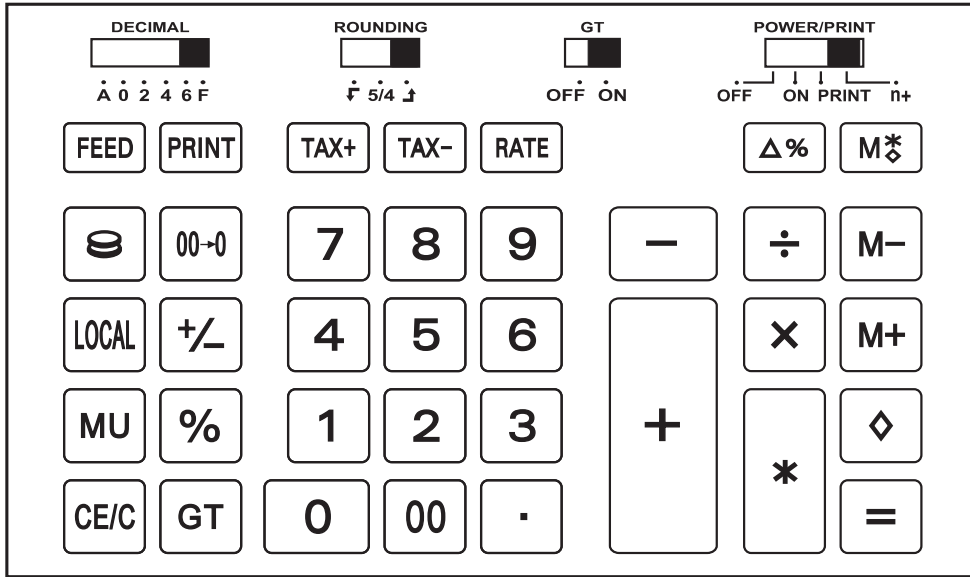 DECIMAL ROUNDING GT POWER/PRINT
A 0 2 4 6 F 5/4 OFF ON OFF ON PRINT n+
FEED PRINT TAX+ TAX− RATE △% M*◇
00→0 7 8 9 − ÷ M−
LOCAL +/− 4 5 6 × M+
MU % 1 2 3 + ◇
CE/C GT 0 00 · * =